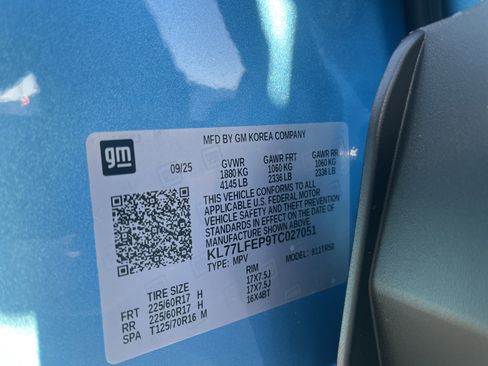 gm
MFD BY GM KOREA COMPANY
09/25 GVWR GAWR FRT GAWR RR
1880 KG 1060 KG 1060 KG
4145 LB 2336 LB 2336 LB
THIS VEHICLE CONFORMS TO ALL
APPLICABLE U.S. FEDERAL MOTOR
VEHICLE SAFETY AND THEFT PREVENTION
STANDARDS IN EFFECT ON THE DATE OF
MANUFACTURE SHOWN ABOVE.
KL77LFEP9TC027051
TYPE: MPV MODEL:
TIRE SIZE RIM
FRT 225/60R17 H 17X7.5J
RR 225/60R17 H 17X7.5J
SPA T125/70R16 M 16X4BT